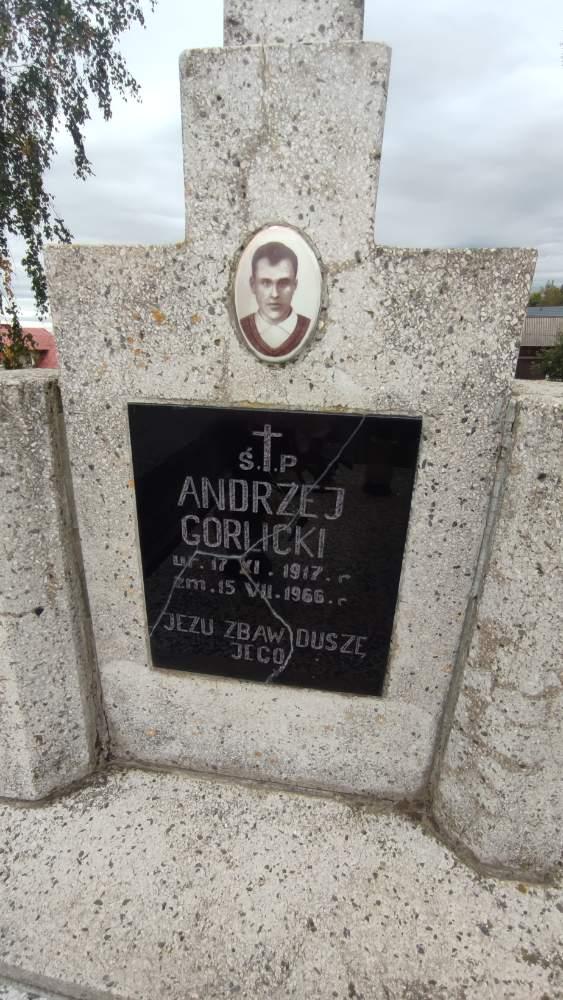 Ś.†.P
ANDRZEJ
GORLICKI
ur. 17 XI. 1917 r.
zm. 15 VII. 1966 r.
JEZU ZBAW DUSZĘ
JEGO